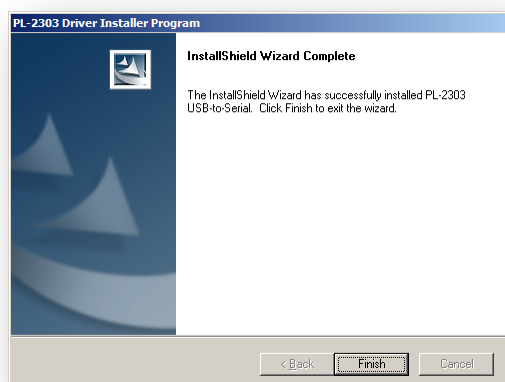 PL-2303 Driver Installer Program
InstallShield Wizard Complete
The InstallShield Wizard has successfully installed PL-2303
USB-to-Serial. Click Finish to exit the wizard.
< Back Finish Cancel